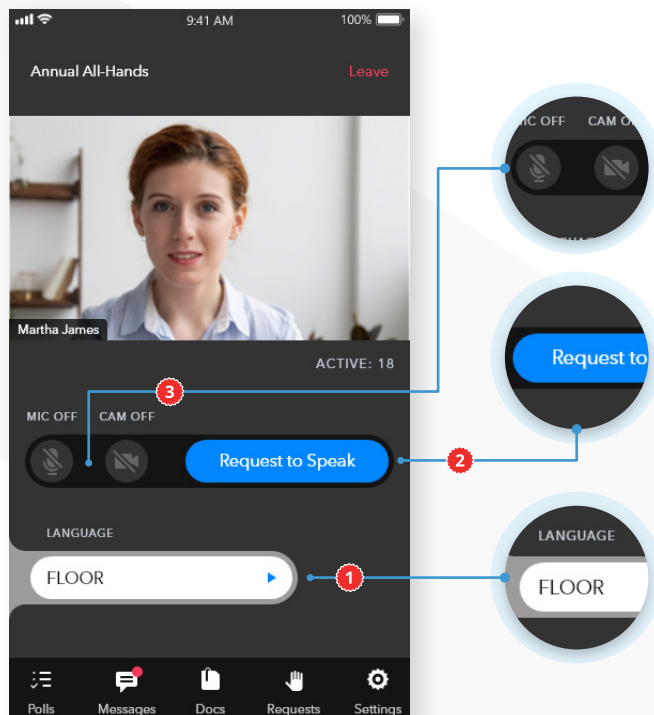 9:41 AM
100%
Annual All-Hands
Leave
Martha James
ACTIVE: 18
3
MIC OFF
CAM OFF
Request to Speak
2
LANGUAGE
FLOOR
1
Polls
Messages
Docs
Requests
Settings
IC OFF
CAM O
Request to
LANGUAGE
FLOOR